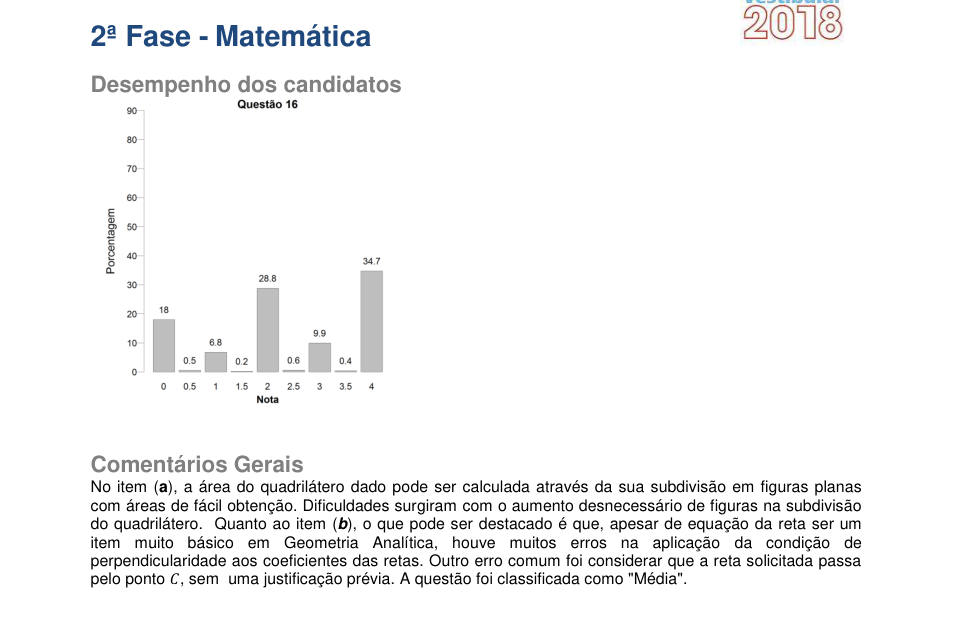 Vestibular
2018
2ª Fase - Matemática
Desempenho dos candidatos
Questão 16
90
80
70
60
50
40
30
20
10
0
Porcentagem
18
0.5
6.8
0.2
28.8
0.6
9.9
0.4
34.7
0 0.5 1 1.5 2 2.5 3 3.5 4
Nota
Comentários Gerais
No item (a), a área do quadrilátero dado pode ser calculada através da sua subdivisão em figuras planas
com áreas de fácil obtenção. Dificuldades surgiram com o aumento desnecessário de figuras na subdivisão
do quadrilátero. Quanto ao item (b), o que pode ser destacado é que, apesar de equação da reta ser um
item muito básico em Geometria Analítica, houve muitos erros na aplicação da condição de
perpendicularidade aos coeficientes das retas. Outro erro comum foi considerar que a reta solicitada passa
pelo ponto C, sem uma justificação prévia. A questão foi classificada como "Média".